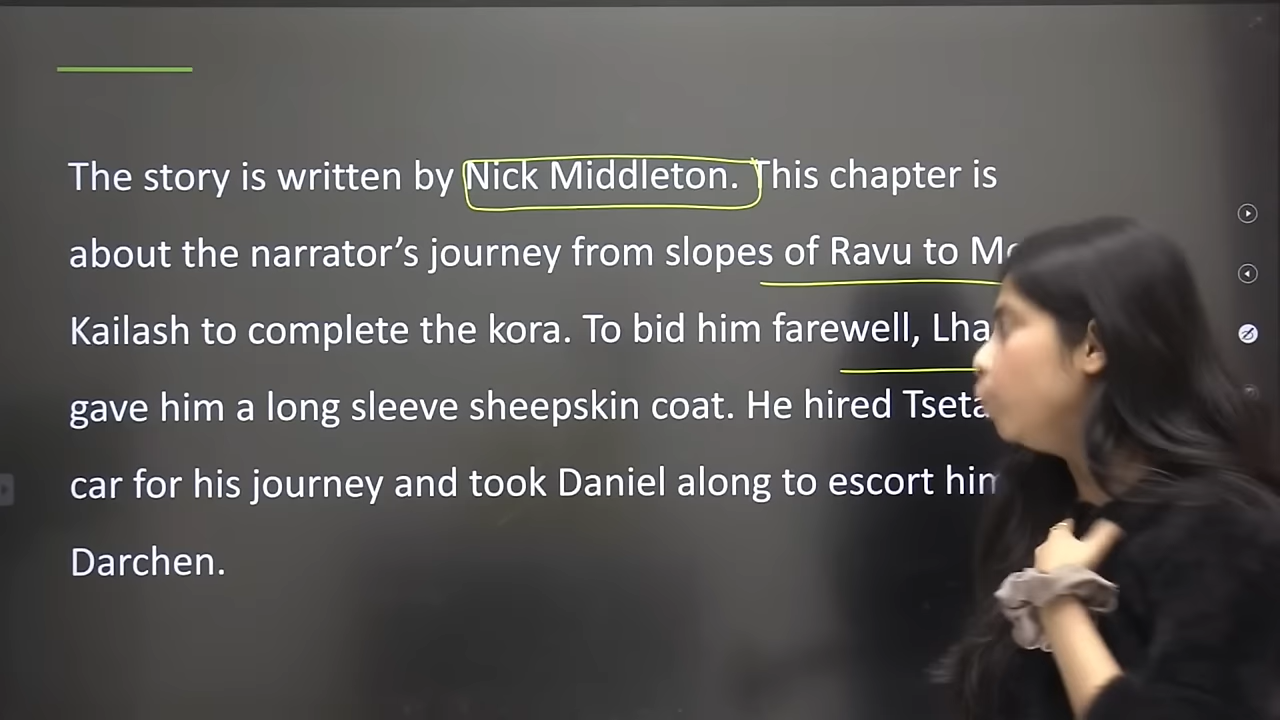 The story is written by Nick Middleton. This chapter is
about the narrator’s journey from slopes of Ravu to
Kailash to complete the kora. To bid him farewell,
gave him a long sleeve sheepskin coat. He hired
car for his journey and took Daniel along to escort
Darchen.